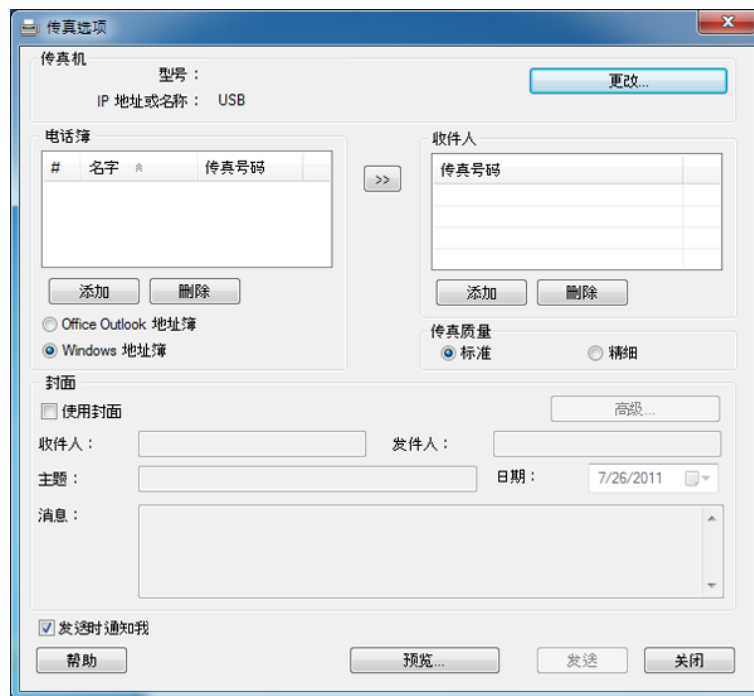 传真选项
传真机
型号：
更改...
IP 地址或名称： USB
电话簿
收件人
# 名字 传真号码
>>
传真号码
添加 删除
添加 删除
Office Outlook 地址簿
Windows 地址簿
传真质量
标准 精细
封面
使用封面
高级...
收件人：
发件人：
主题：
日期： 7/26/2011
消息：
发送时通知我
帮助 预览... 发送 关闭